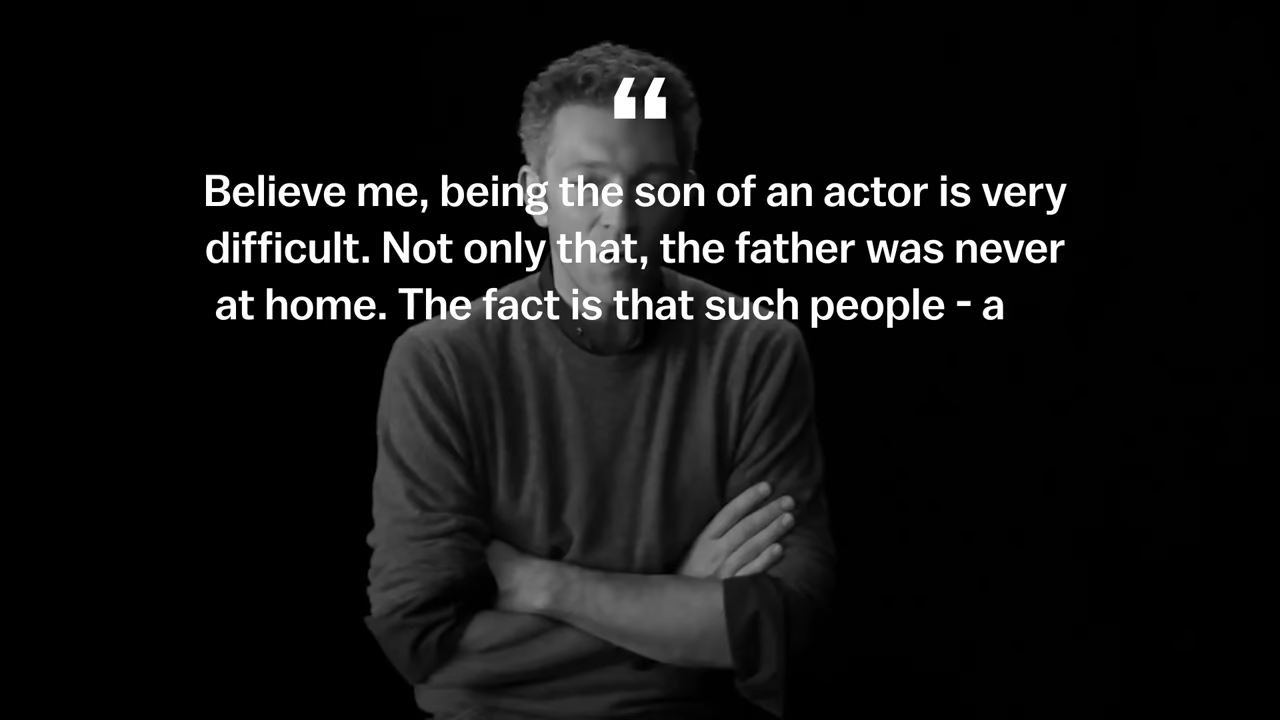 “
Believe me, being the son of an actor is very
difficult. Not only that, the father was never
at home. The fact is that such people - a